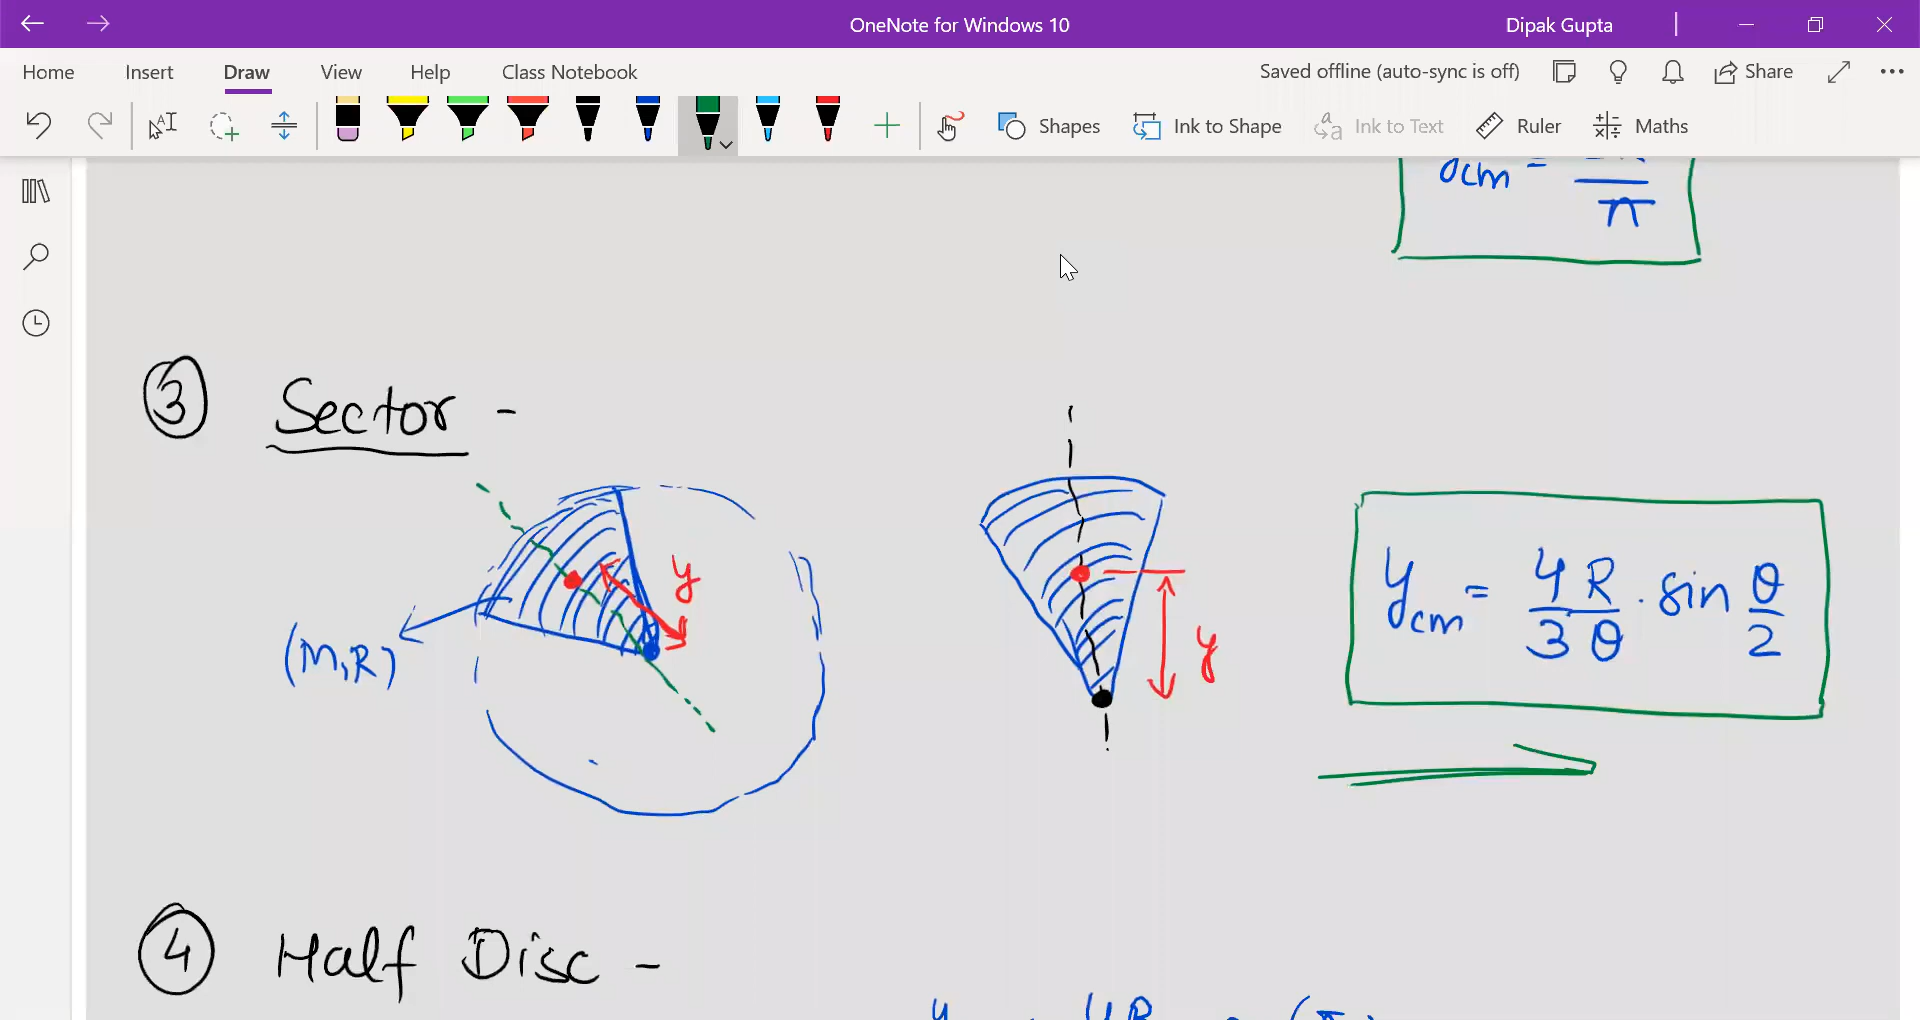 OneNote for Windows 10
Dipak Gupta
Home Insert Draw View Help Class Notebook
Saved offline (auto-sync is off) Share
Shapes Ink to Shape Ink to Text Ruler Maths
cm =
π
③ Sector -
y
(M,R)
y
y_cm = 4R/3θ · sin θ/2
④ Half Disc -